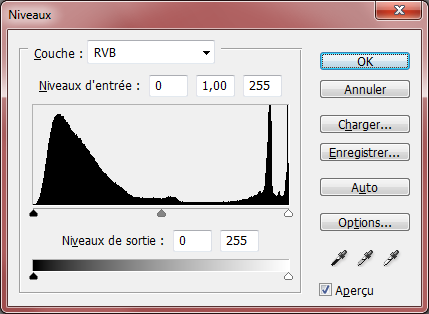 Niveaux
Couche : RVB
Niveaux d'entrée : 0 1,00 255
Niveaux de sortie : 0 255
OK
Annuler
Charger...
Enregistrer...
Auto
Options...
Aperçu